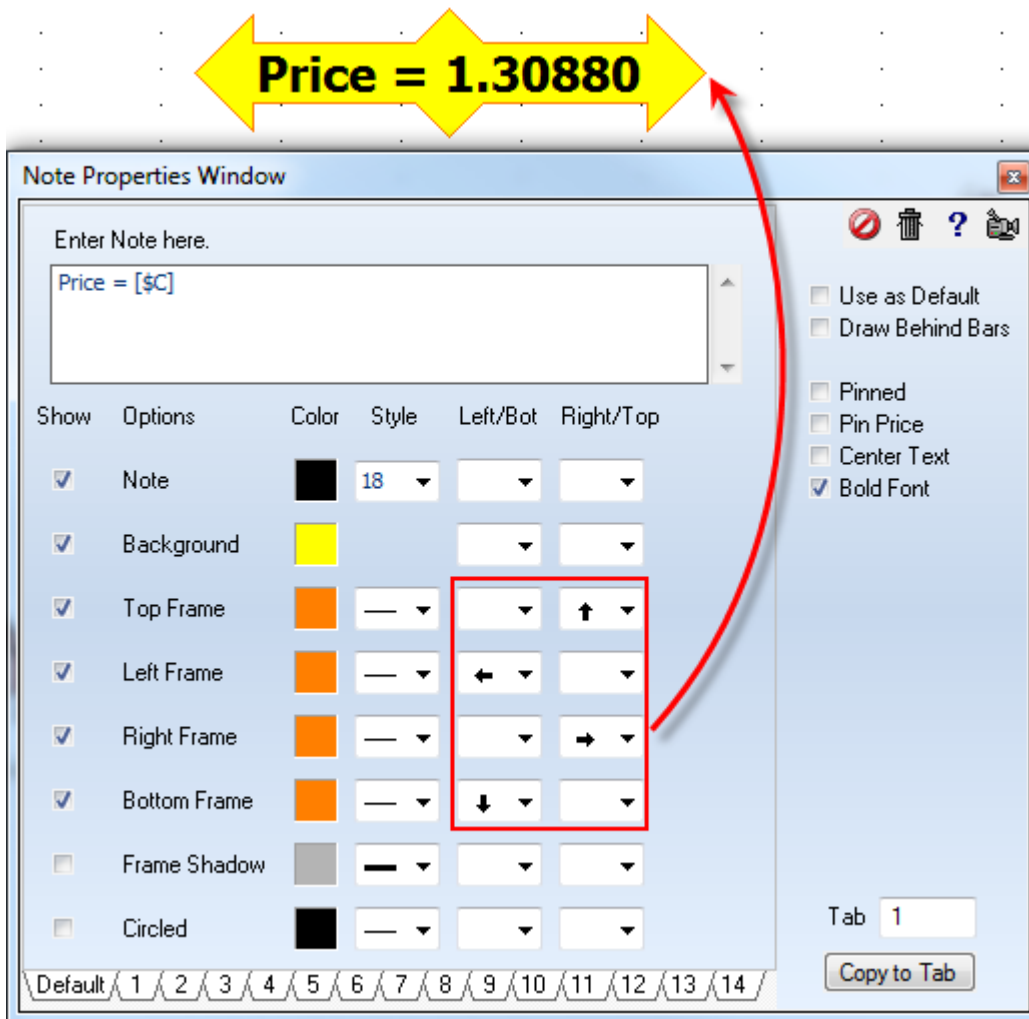 Price = 1.30880
Note Properties Window
Enter Note here.
?
Price = [$C]
Use as Default
Draw Behind Bars
Pinned
Pin Price
Center Text
Bold Font
Show Options Color Style Left/Bot Right/Top
Note 18
Background
Top Frame
Left Frame
Right Frame
Bottom Frame
Frame Shadow
Circled
Tab 1
Copy to Tab
Default 1 2 3 4 5 6 7 8 9 10 11 12 13 14